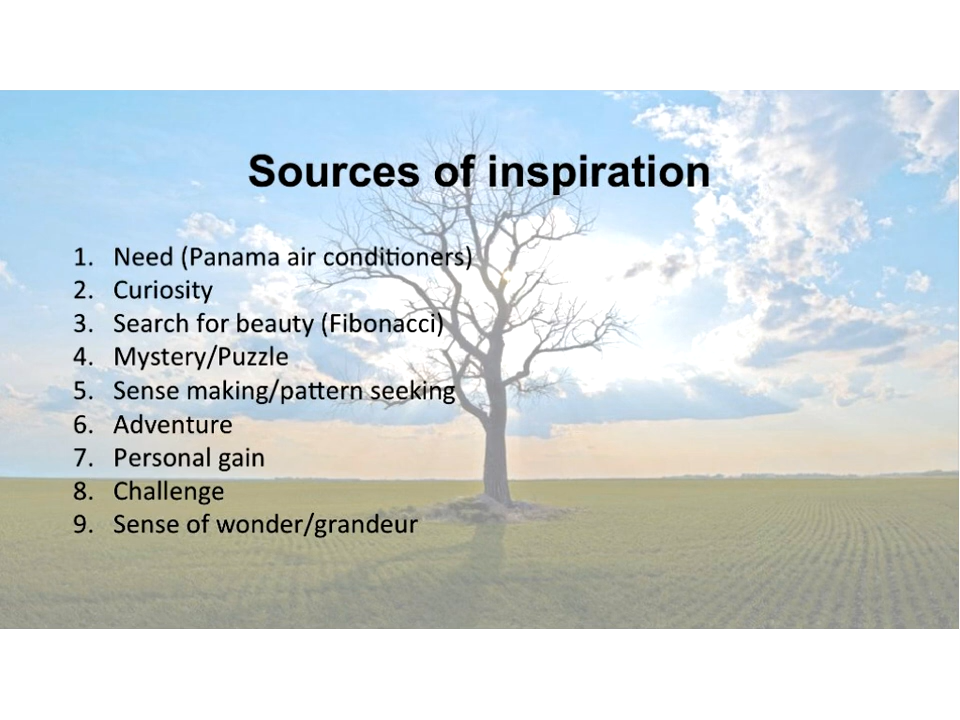 Sources of inspiration
1. Need (Panama air conditioners)
2. Curiosity
3. Search for beauty (Fibonacci)
4. Mystery/Puzzle
5. Sense making/pattern seeking
6. Adventure
7. Personal gain
8. Challenge
9. Sense of wonder/grandeur